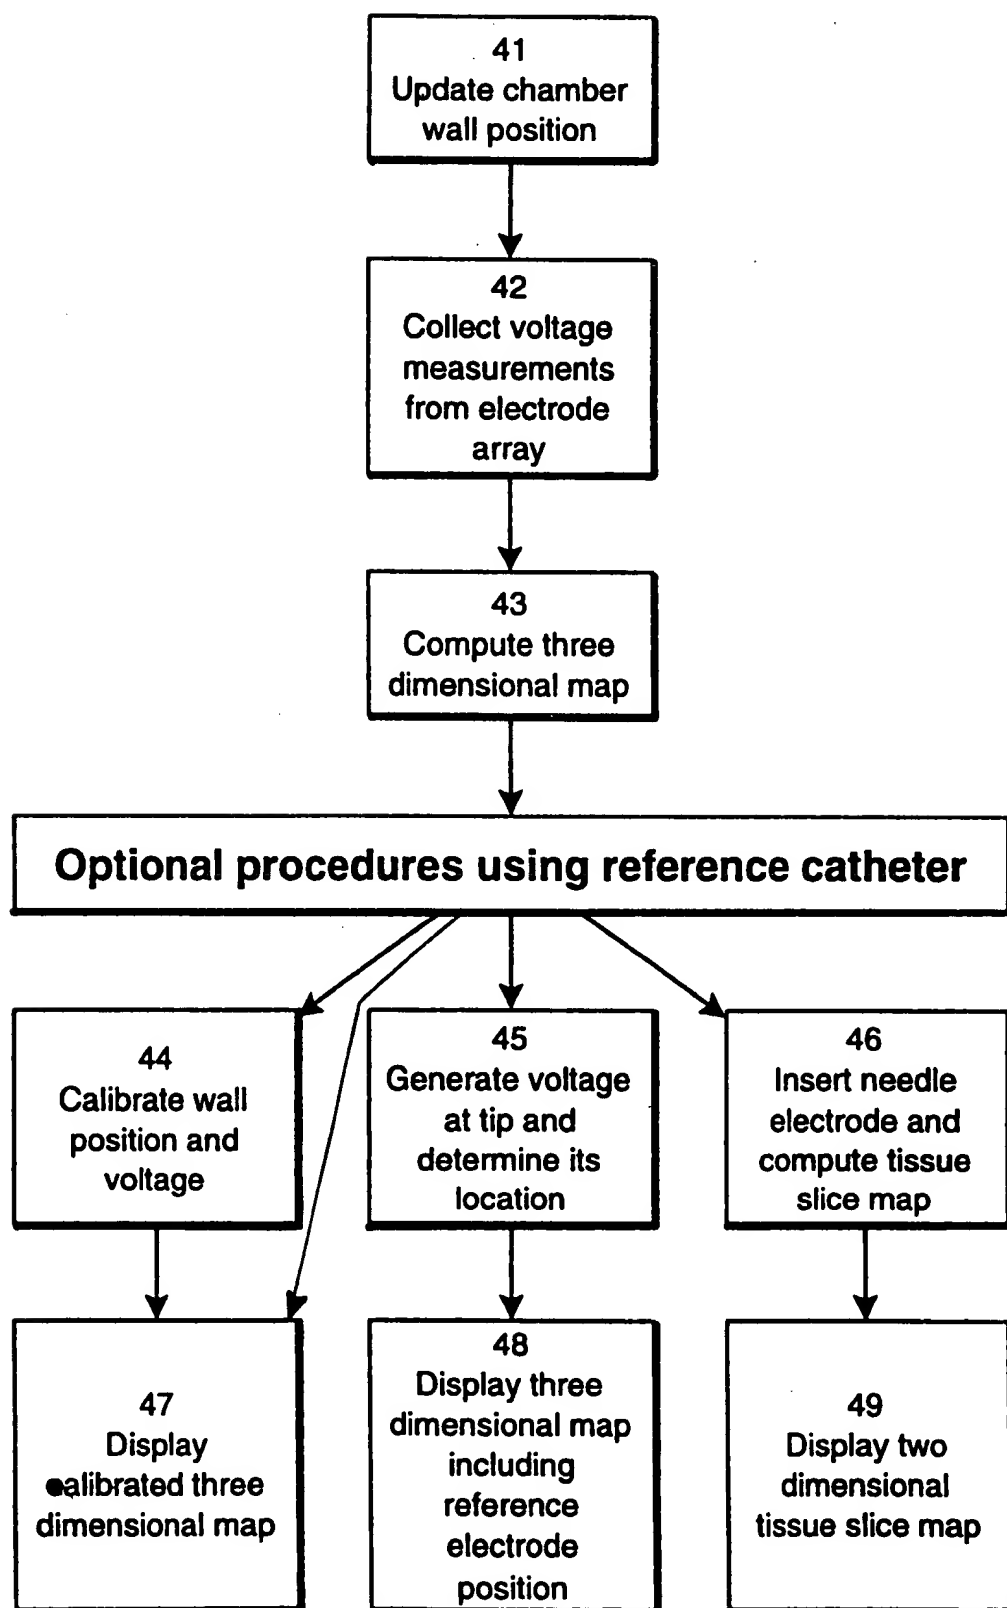 41
Update chamber
wall position
42
Collect voltage
measurements
from electrode
array
43
Compute three
dimensional map
Optional procedures using reference catheter
44
Calibrate wall
position and
voltage
45
Generate voltage
at tip and
determine its
location
46
Insert needle
electrode and
compute tissue
slice map
47
Display
calibrated three
dimensional map
48
Display three
dimensional map
including
reference
electrode
position
49
Display two
dimensional
tissue slice map